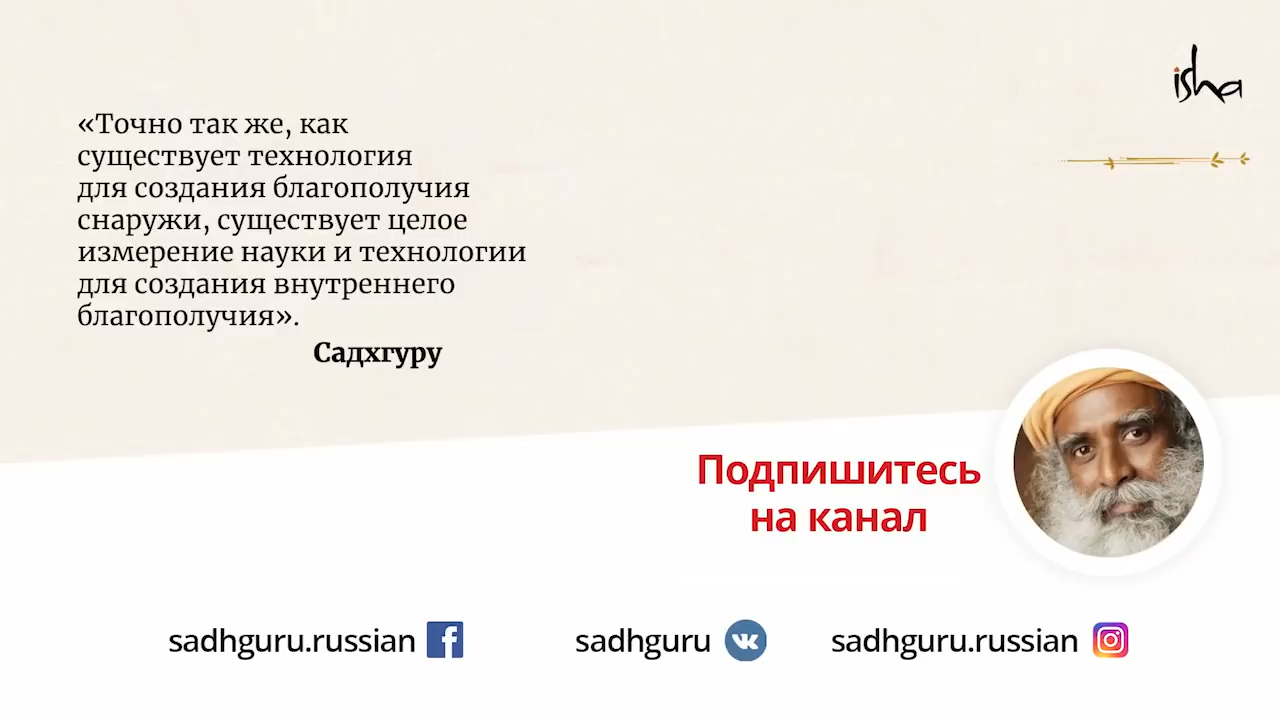 isha
«Точно так же, как
существует технология
для создания благополучия
снаружи, существует целое
измерение науки и технологии
для создания внутреннего
благополучия».
Садхгуру
Подпишитесь
на канал
sadhguru.russian
sadhguru
sadhguru.russian